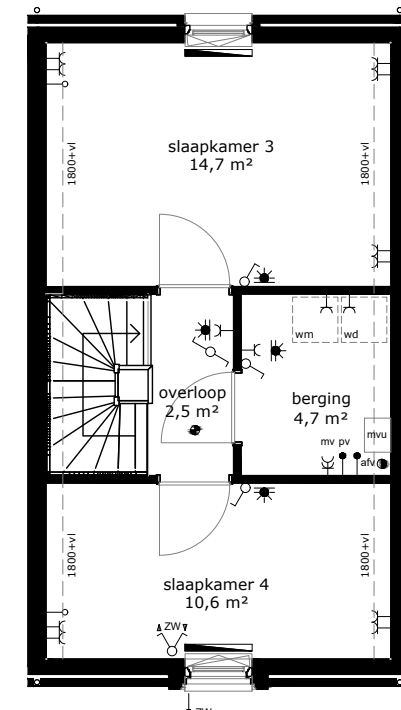 slaapkamer 3
14,7 m²
1800+vl
1800+vl
wm
wd
overloop
2,5 m²
berging
4,7 m²
mvu
mv pv
afv
1800+vl
1800+vl
slaapkamer 4
10,6 m²
ZW
ZW